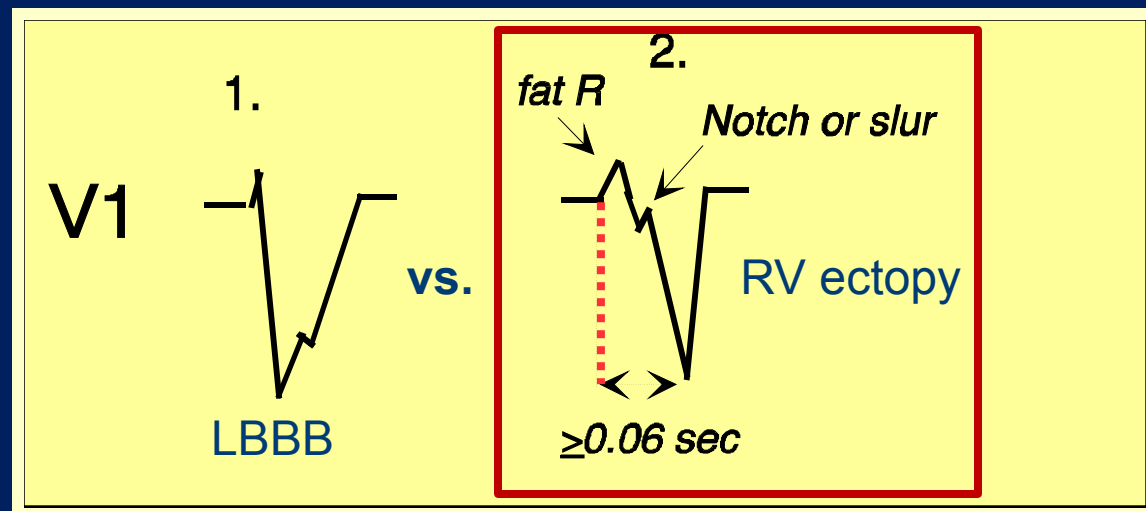 2.
1.
fat R
Notch or slur
V1
vs.
RV ectopy
LBBB
≥0.06 sec